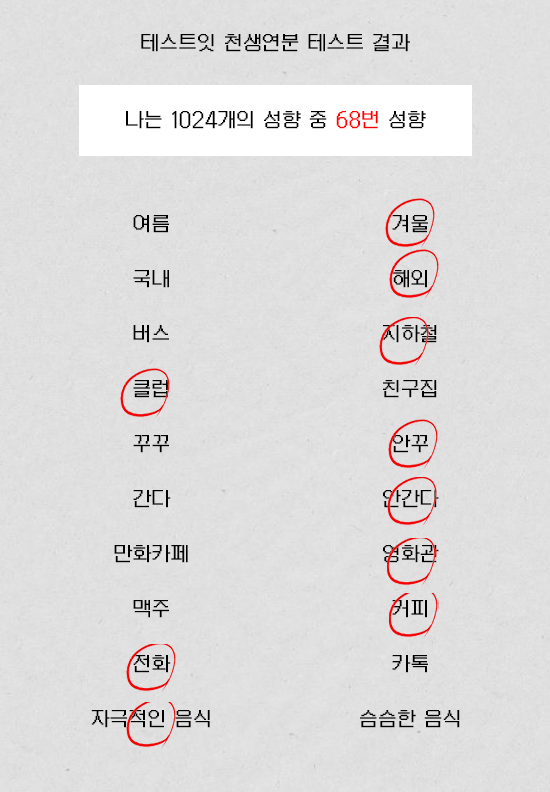 테스트잇 천생연분 테스트 결과
나는 1024개의 성향 중 68번 성향
여름 겨울
국내 해외
버스 지하철
클럽 친구집
꾸꾸 안꾸
간다 안간다
만화카페 영화관
맥주 커피
전화 카톡
자극적인 음식 슴슴한 음식